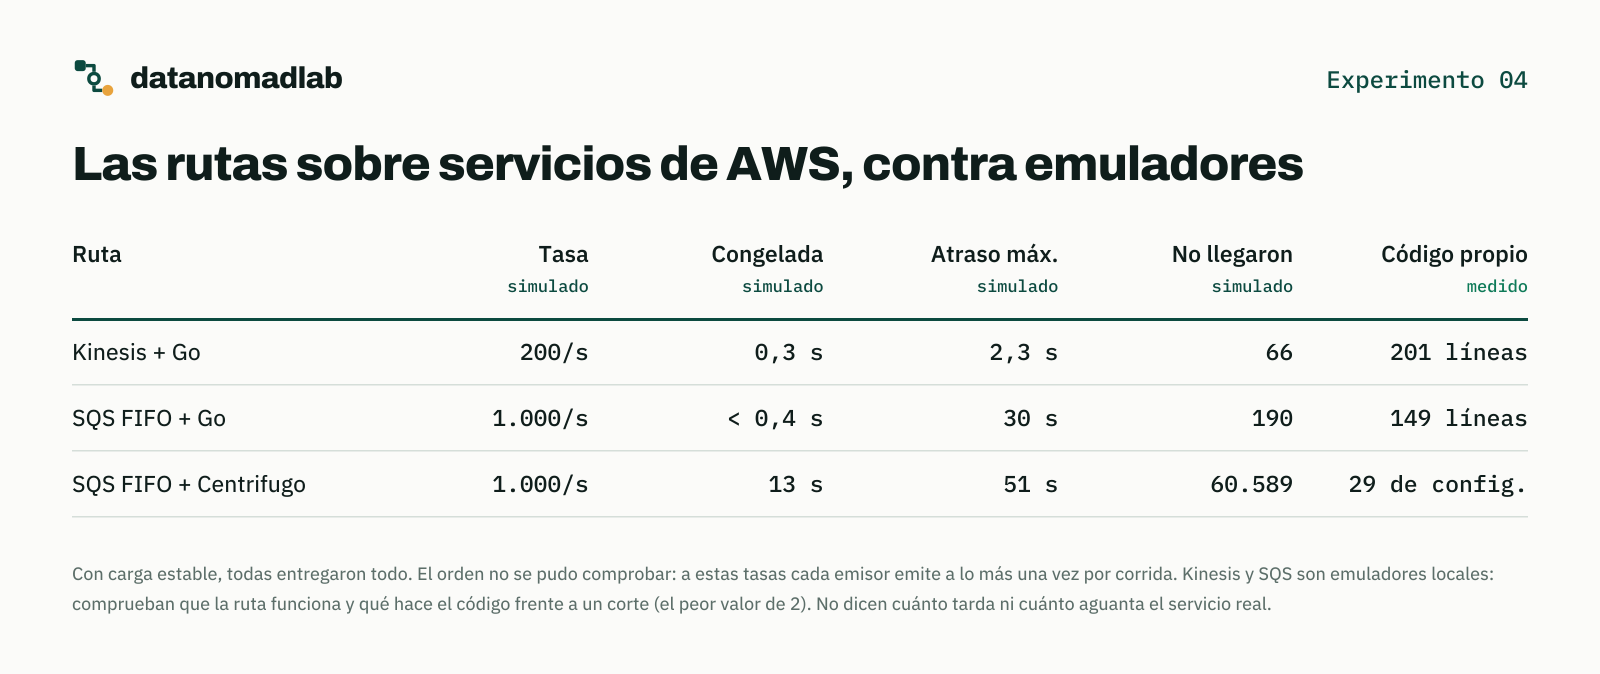 datanomadlab
Experimento 04
Las rutas sobre servicios de AWS, contra emuladores
Ruta Tasa Congelada Atraso máx. No llegaron Código propio
simulado simulado simulado simulado medido
Kinesis + Go 200/s 0,3 s 2,3 s 66 201 líneas
SQS FIFO + Go 1.000/s < 0,4 s 30 s 190 149 líneas
SQS FIFO + Centrifugo 1.000/s 13 s 51 s 60.589 29 de config.
Con carga estable, todas entregaron todo. El orden no se pudo comprobar: a estas tasas cada emisor emite a lo más una vez por corrida. Kinesis y SQS son emuladores locales:
comprueban que la ruta funciona y qué hace el código frente a un corte (el peor valor de 2). No dicen cuánto tarda ni cuánto aguanta el servicio real.